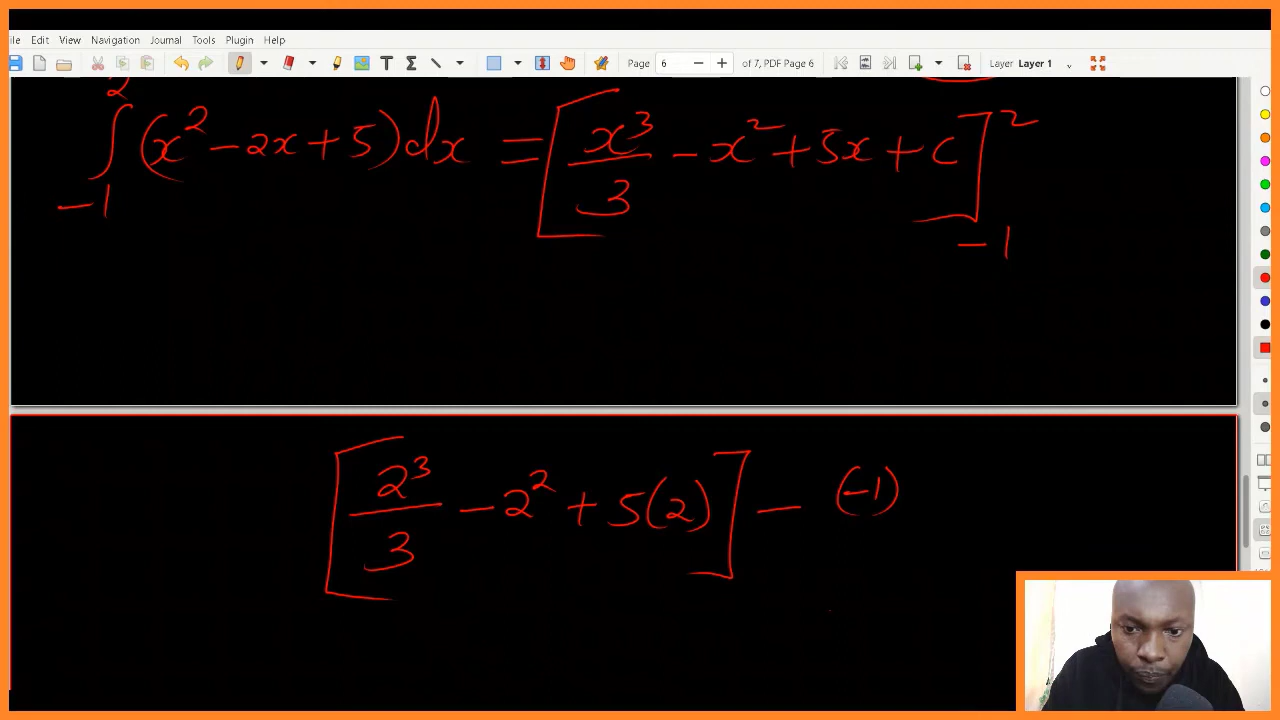 ile Edit View Navigation Journal Tools Plugin Help
Page 6 of 7, PDF Page 6 Layer Layer 1
∫_{-1}^{2} (x² - 2x + 5) dx = [x³/3 - x² + 5x + c]_{-1}^{2}
[2³/3 - 2² + 5(2)] - (-1)